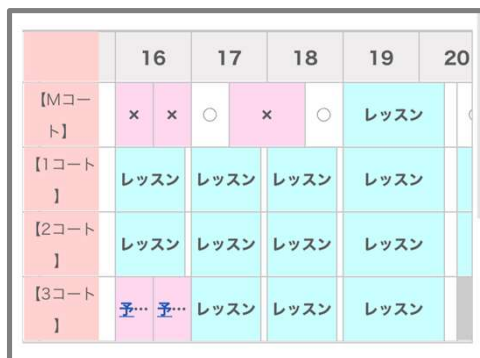 16 17 18 19 20
【Mコー × × ○ × ○ レッスン
ト】
【1コート レッスン レッスン レッスン レッスン
】
【2コート レッスン レッスン レッスン レッスン
】
【3コート 予… 予… レッスン レッスン レッスン
】